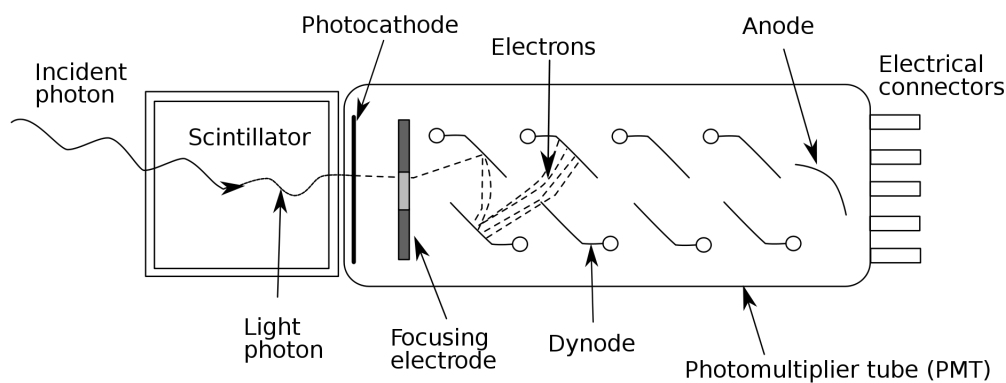 Photocathode
Electrons
Anode
Electrical
connectors
Incident
photon
Scintillator
Light
photon
Focusing
electrode
Dynode
Photomultiplier tube (PMT)